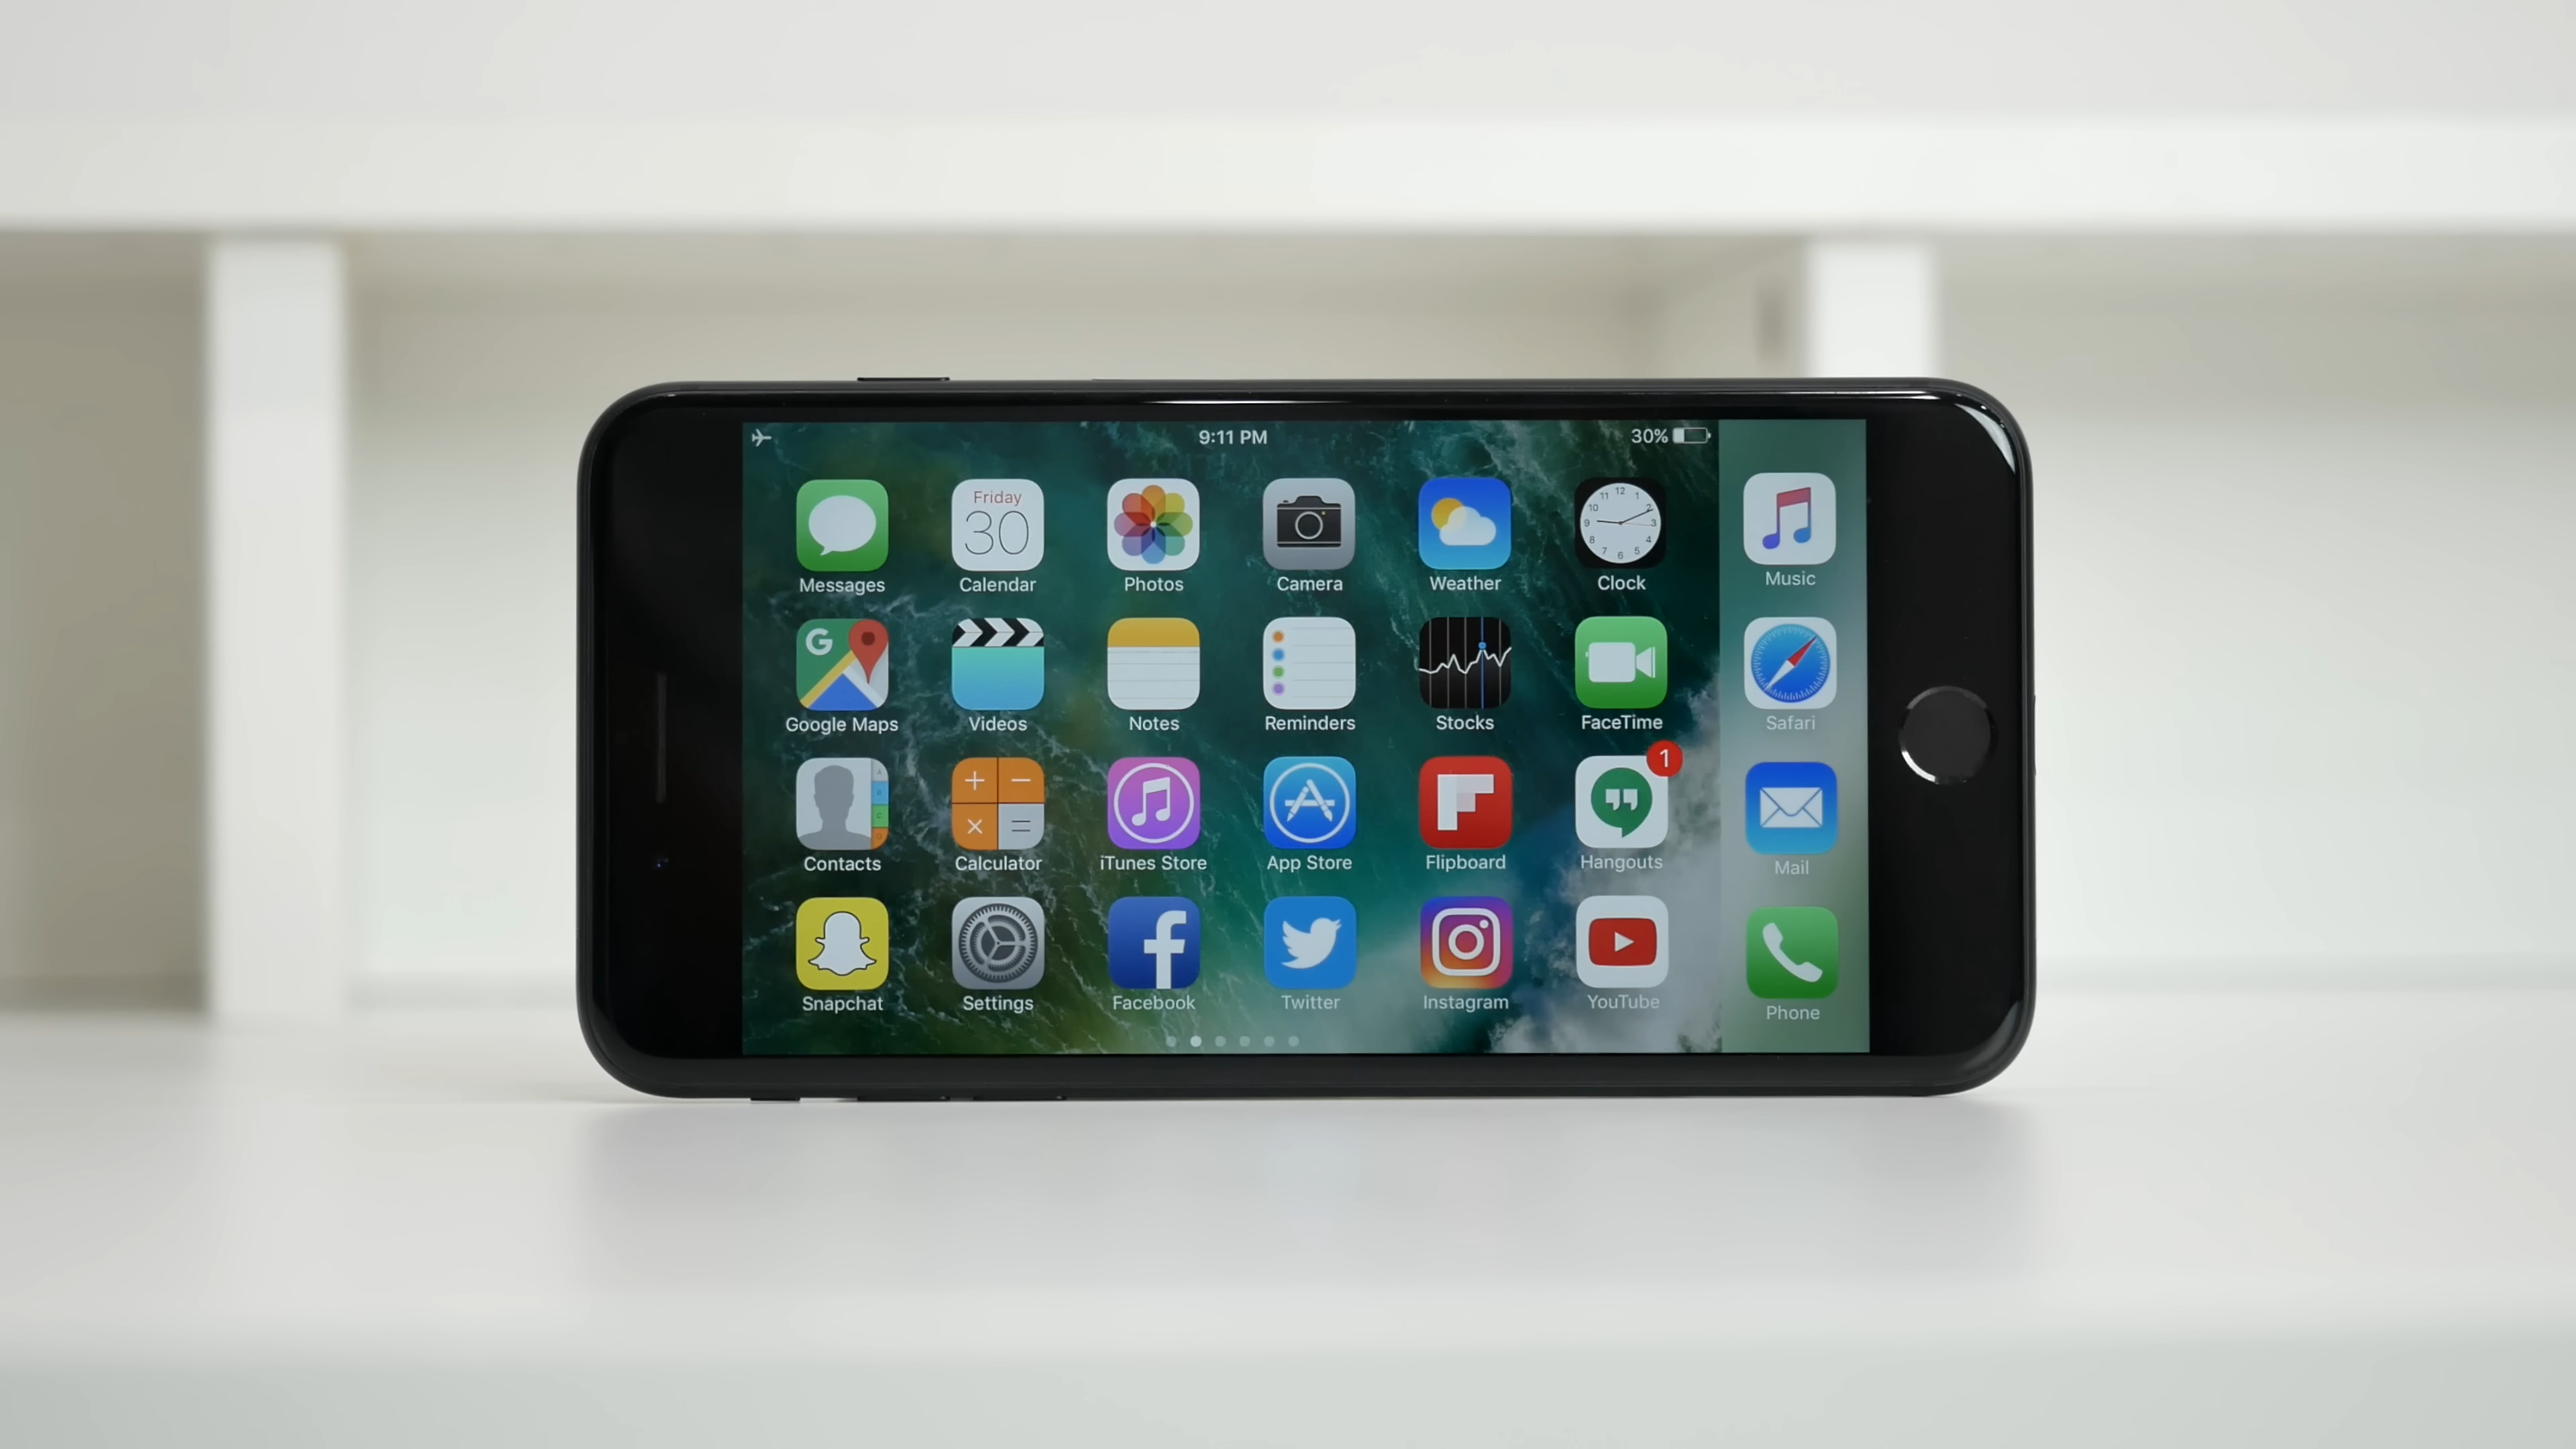 9:11 PM
30%
Friday
30
Messages
Calendar
Photos
Camera
Weather
Clock
Music
Google Maps
Videos
Notes
Reminders
Stocks
FaceTime
Safari
1
Contacts
Calculator
iTunes Store
App Store
Flipboard
Hangouts
Mail
Snapchat
Settings
Facebook
Twitter
Instagram
YouTube
Phone